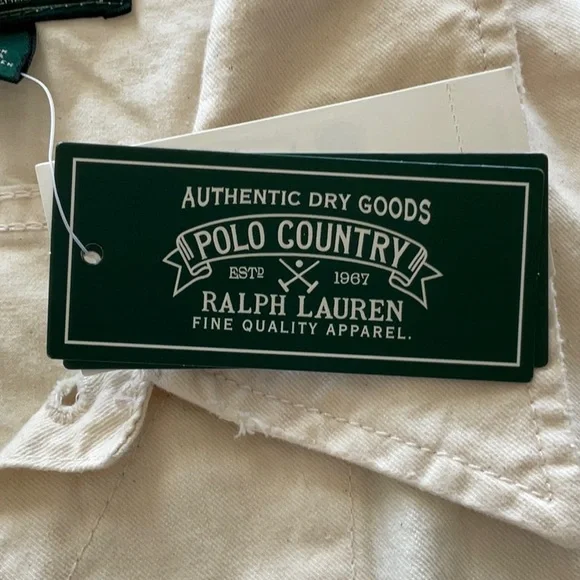 AUTHENTIC DRY GOODS
POLO COUNTRY
ESTD 1967
RALPH LAUREN
FINE QUALITY APPAREL.